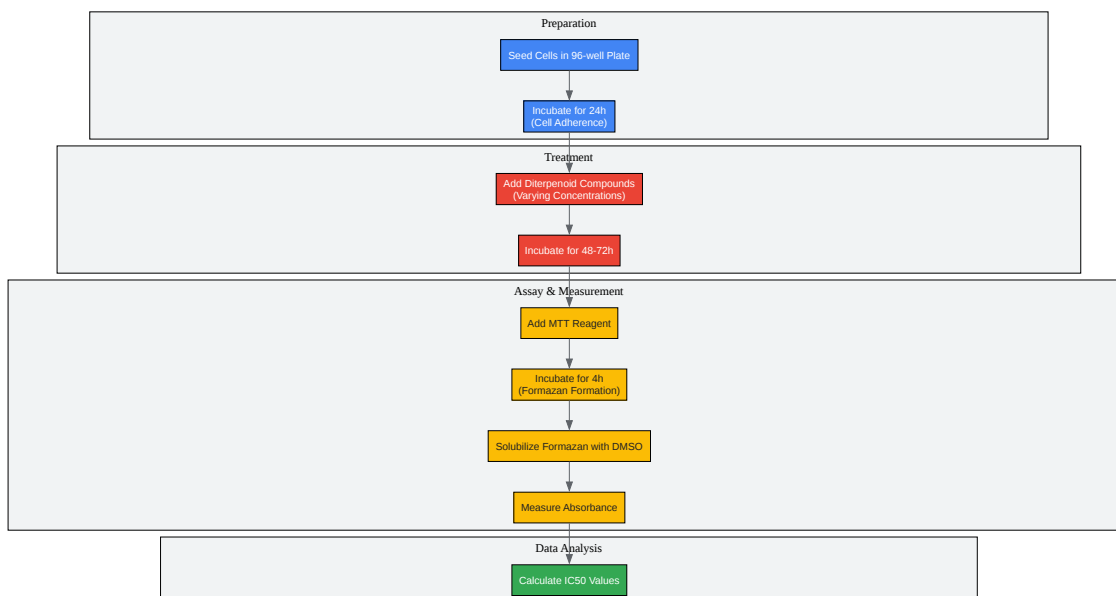 Preparation
Seed Cells in 96-well Plate
Incubate for 24h
(Cell Adherence)
Treatment
Add Diterpenoid Compounds
(Varying Concentrations)
Incubate for 48-72h
Assay & Measurement
Add MTT Reagent
Incubate for 4h
(Formazan Formation)
Solubilize Formazan with DMSO
Measure Absorbance
Data Analysis
Calculate IC50 Values